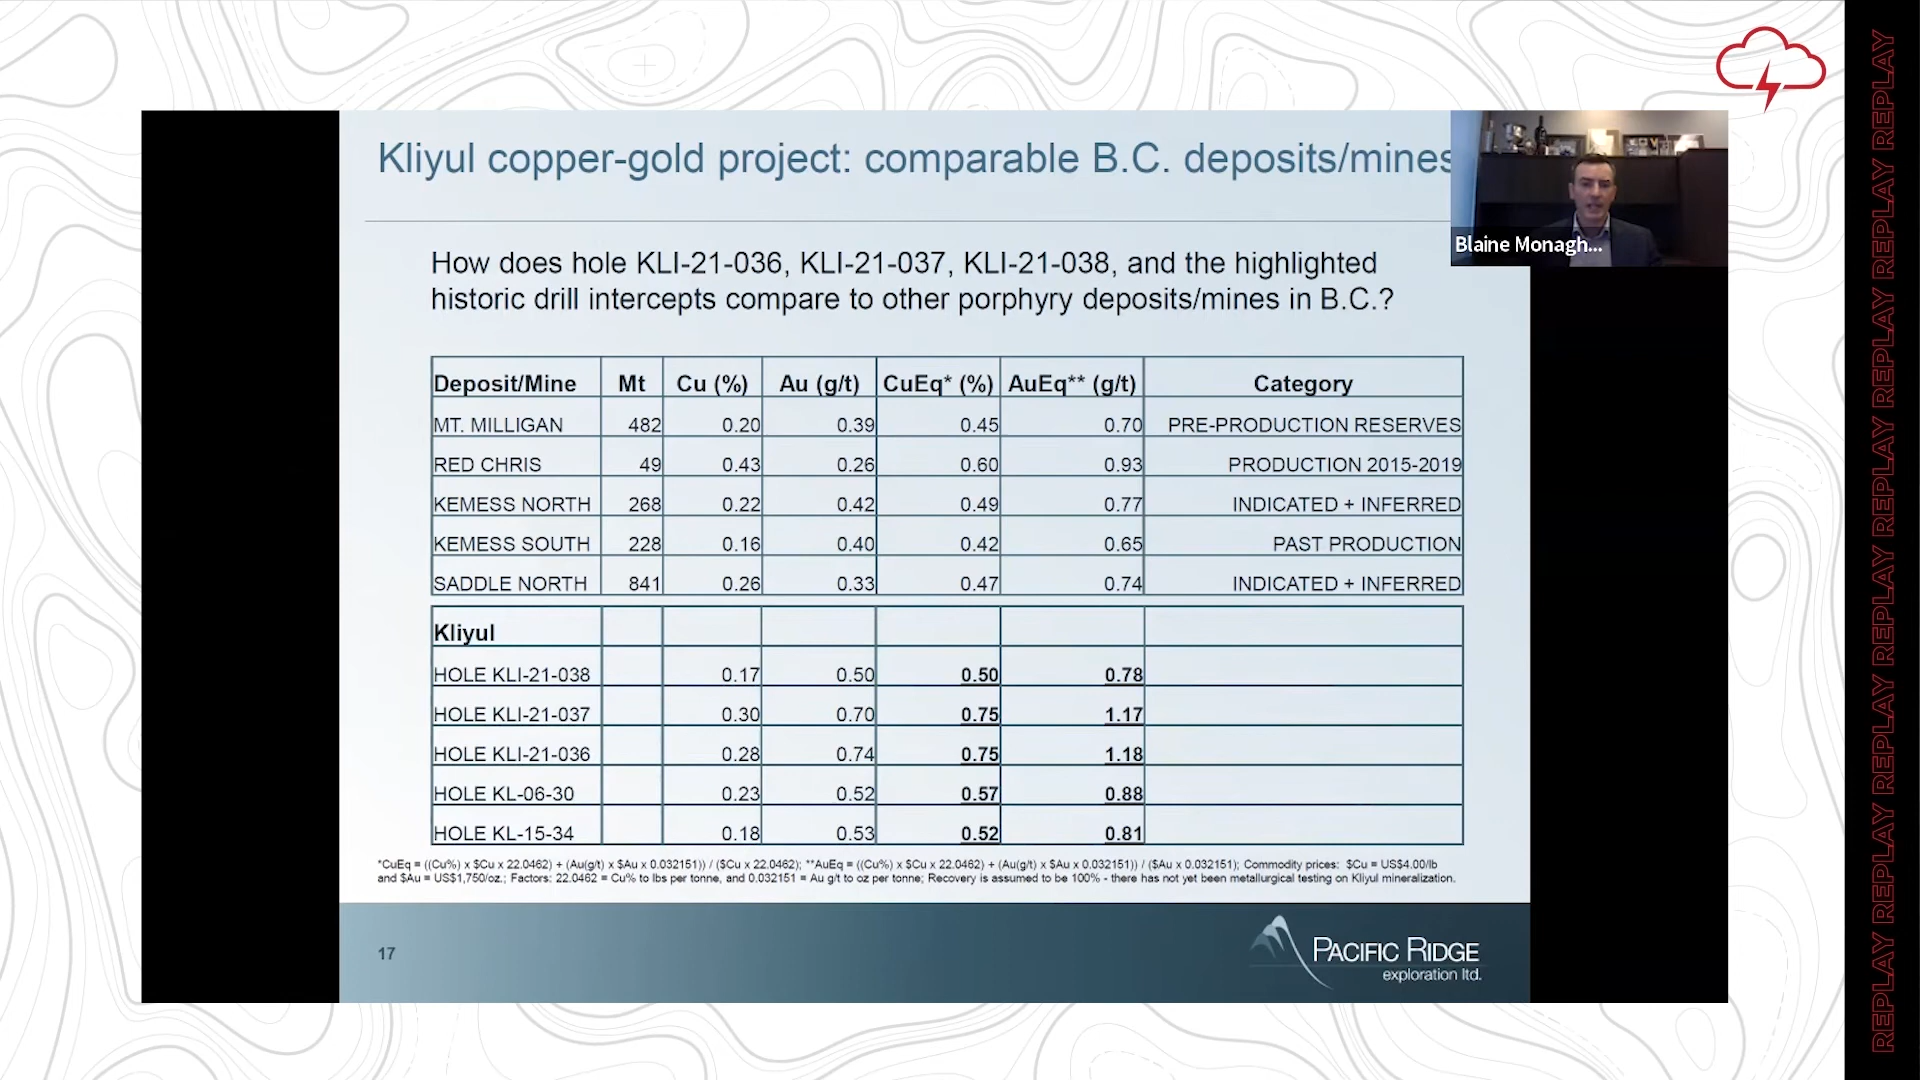 Kliyul copper-gold project: comparable B.C. deposits/mines
Blaine Monagh...
How does hole KLI-21-036, KLI-21-037, KLI-21-038, and the highlighted
historic drill intercepts compare to other porphyry deposits/mines in B.C.?
Deposit/Mine Mt Cu (%) Au (g/t) CuEq* (%) AuEq** (g/t) Category
MT. MILLIGAN 482 0.20 0.39 0.45 0.70 PRE-PRODUCTION RESERVES
RED CHRIS 49 0.43 0.26 0.60 0.93 PRODUCTION 2015-2019
KEMESS NORTH 268 0.22 0.42 0.49 0.77 INDICATED + INFERRED
KEMESS SOUTH 228 0.16 0.40 0.42 0.65 PAST PRODUCTION
SADDLE NORTH 841 0.26 0.33 0.47 0.74 INDICATED + INFERRED
Kliyul
HOLE KLI-21-038 0.17 0.50 0.50 0.78
HOLE KLI-21-037 0.30 0.70 0.75 1.17
HOLE KLI-21-036 0.28 0.74 0.75 1.18
HOLE KL-06-30 0.23 0.52 0.57 0.88
HOLE KL-15-34 0.18 0.53 0.52 0.81
*CuEq = ((Cu%) x $Cu x 22.0462) + (Au(g/t) x $Au x 0.032151)) / ($Cu x 22.0462); **AuEq = ((Cu%) x $Cu x 22.0462) + (Au(g/t) x $Au x 0.032151)) / ($Au x 0.032151); Commodity prices: $Cu = US$4.00/lb
and $Au = US$1,750/oz.; Factors: 22.0462 = Cu% to lbs per tonne, and 0.032151 = Au g/t to oz per tonne; Recovery is assumed to be 100% - there has not yet been metallurgical testing on Kliyul mineralization.
17
PACIFIC RIDGE
exploration ltd.
REPLAY REPLAY REPLAY REPLAY REPLAY REPLAY REPLAY REPLAY